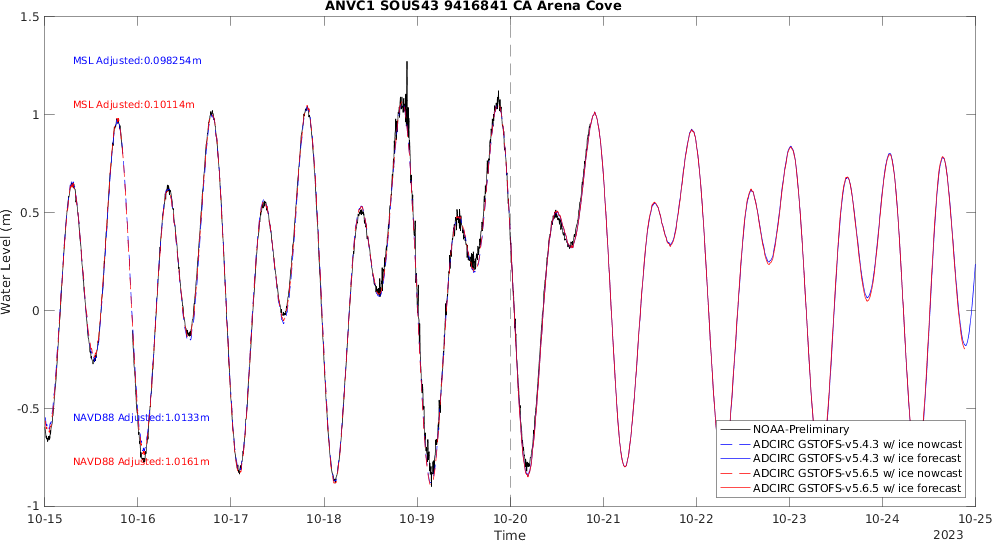 ANVC1 SOUS43 9416841 CA Arena Cove
1.5
1
0.5
0
-0.5
-1
Water Level (m)
MSL Adjusted:0.098254m
MSL Adjusted:0.10114m
NAVD88 Adjusted:1.0133m
NAVD88 Adjusted:1.0161m
NOAA-Preliminary
ADCIRC GSTOFS-v5.4.3 w/ ice nowcast
ADCIRC GSTOFS-v5.4.3 w/ ice forecast
ADCIRC GSTOFS-v5.6.5 w/ ice nowcast
ADCIRC GSTOFS-v5.6.5 w/ ice forecast
10-15 10-16 10-17 10-18 10-19 10-20 10-21 10-22 10-23 10-24 10-25
Time
2023